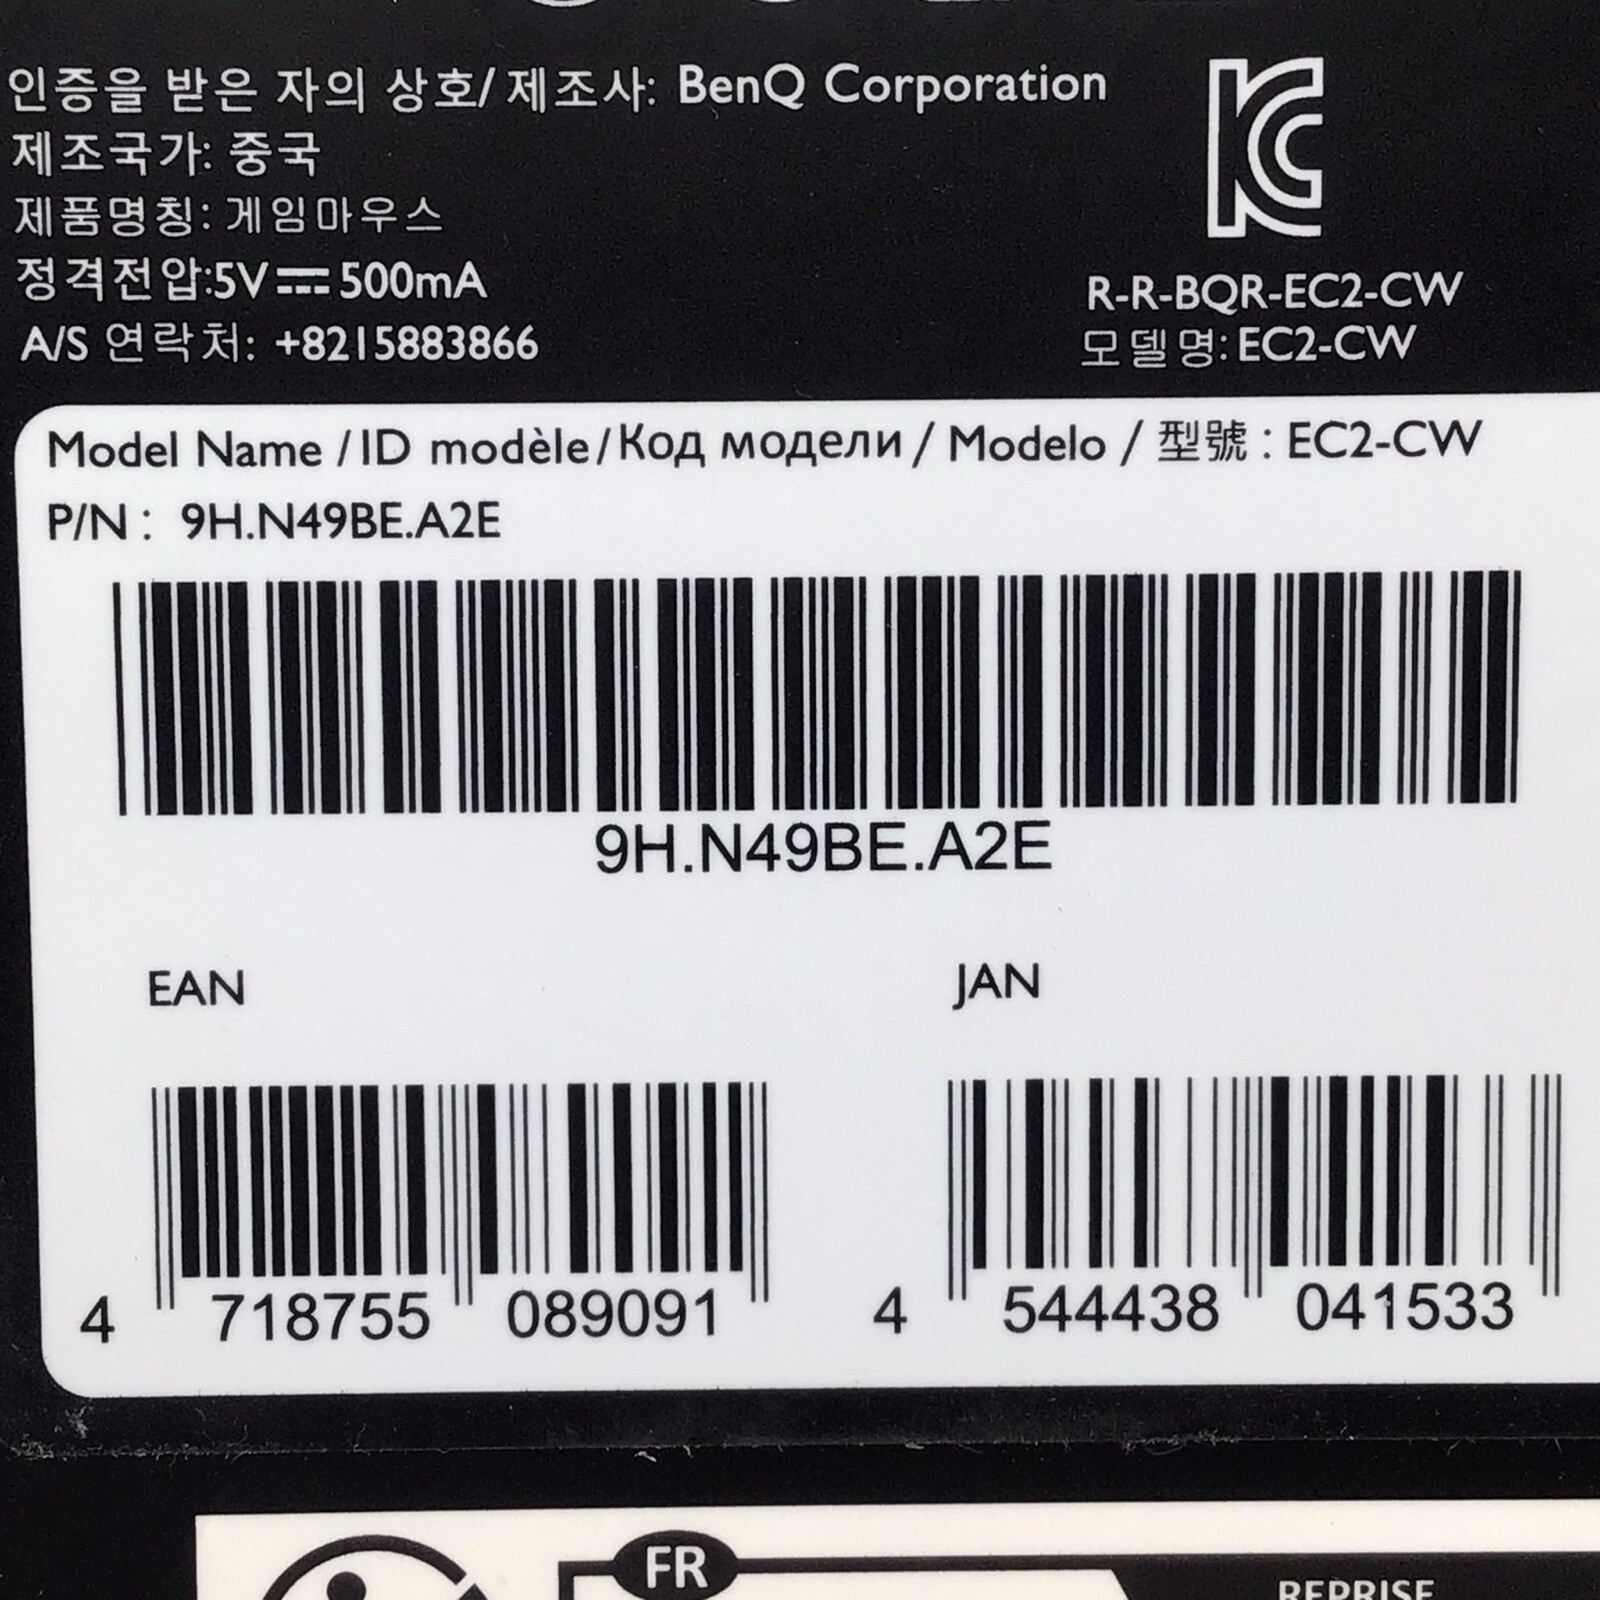 인증을 받은 자의 상호/제조사: BenQ Corporation
제조국가: 중국
제품명칭: 게임마우스
정격전압:5V⎓500mA
A/S 연락처: +8215883866
R-R-BQR-EC2-CW
모델명: EC2-CW
Model Name / ID modèle / Код модели / Modelo / 型號 : EC2-CW
P/N : 9H.N49BE.A2E
9H.N49BE.A2E
EAN
JAN
4 718755 089091
4 544438 041533
FR
REPRISE